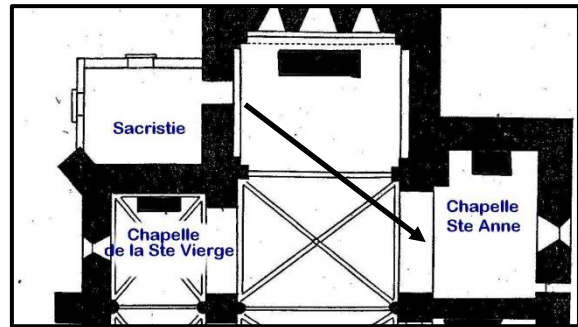 Sacristie
Chapelle
de la Ste Vierge
Chapelle
Ste Anne